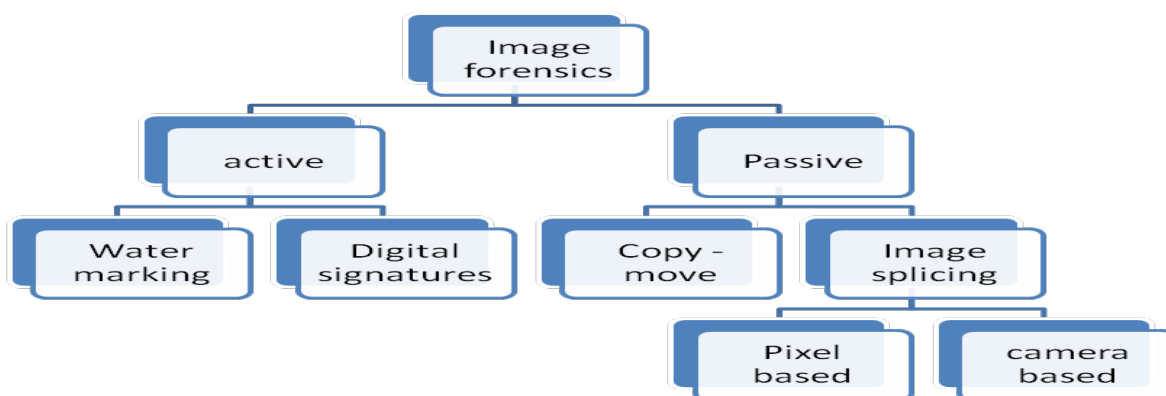 Image
forensics
active
Passive
Water
marking
Digital
signatures
Copy -
move
Image
splicing
Pixel
based
camera
based